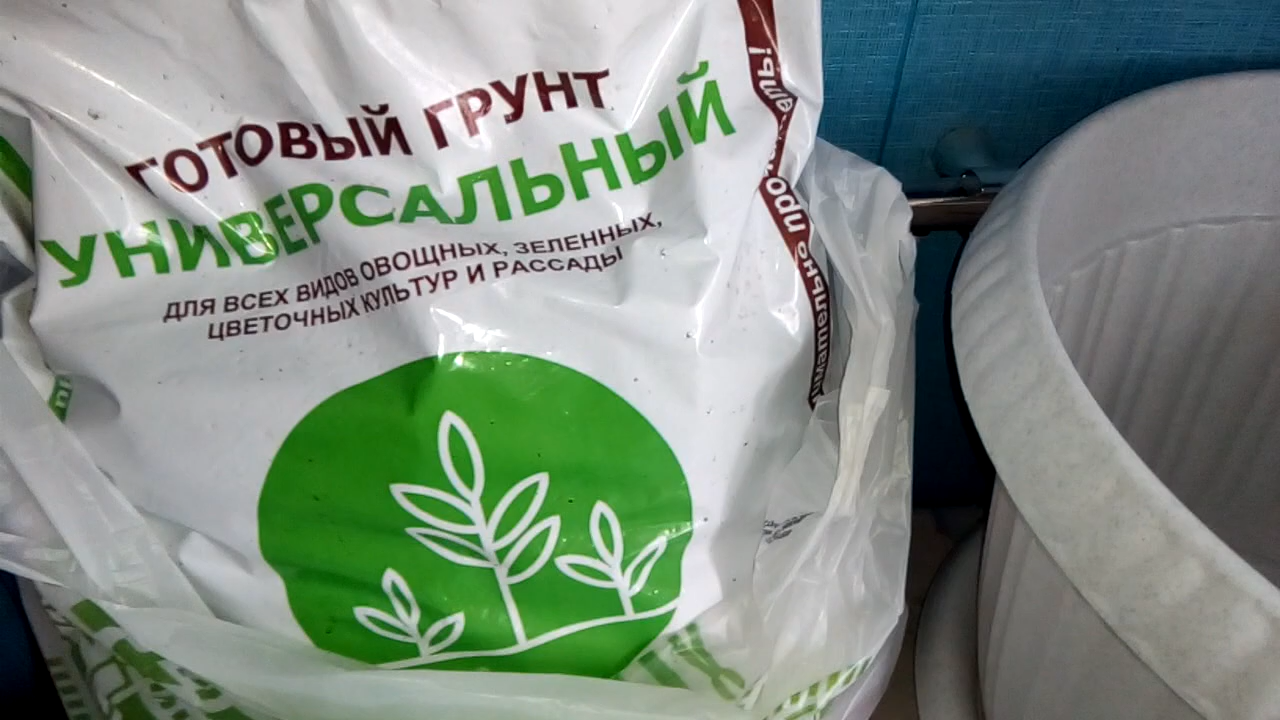 ГОТОВЫЙ ГРУНТ
УНИВЕРСАЛЬНЫЙ
ДЛЯ ВСЕХ ВИДОВ ОВОЩНЫХ, ЗЕЛЕННЫХ,
ЦВЕТОЧНЫХ КУЛЬТУР И РАССАДЫ